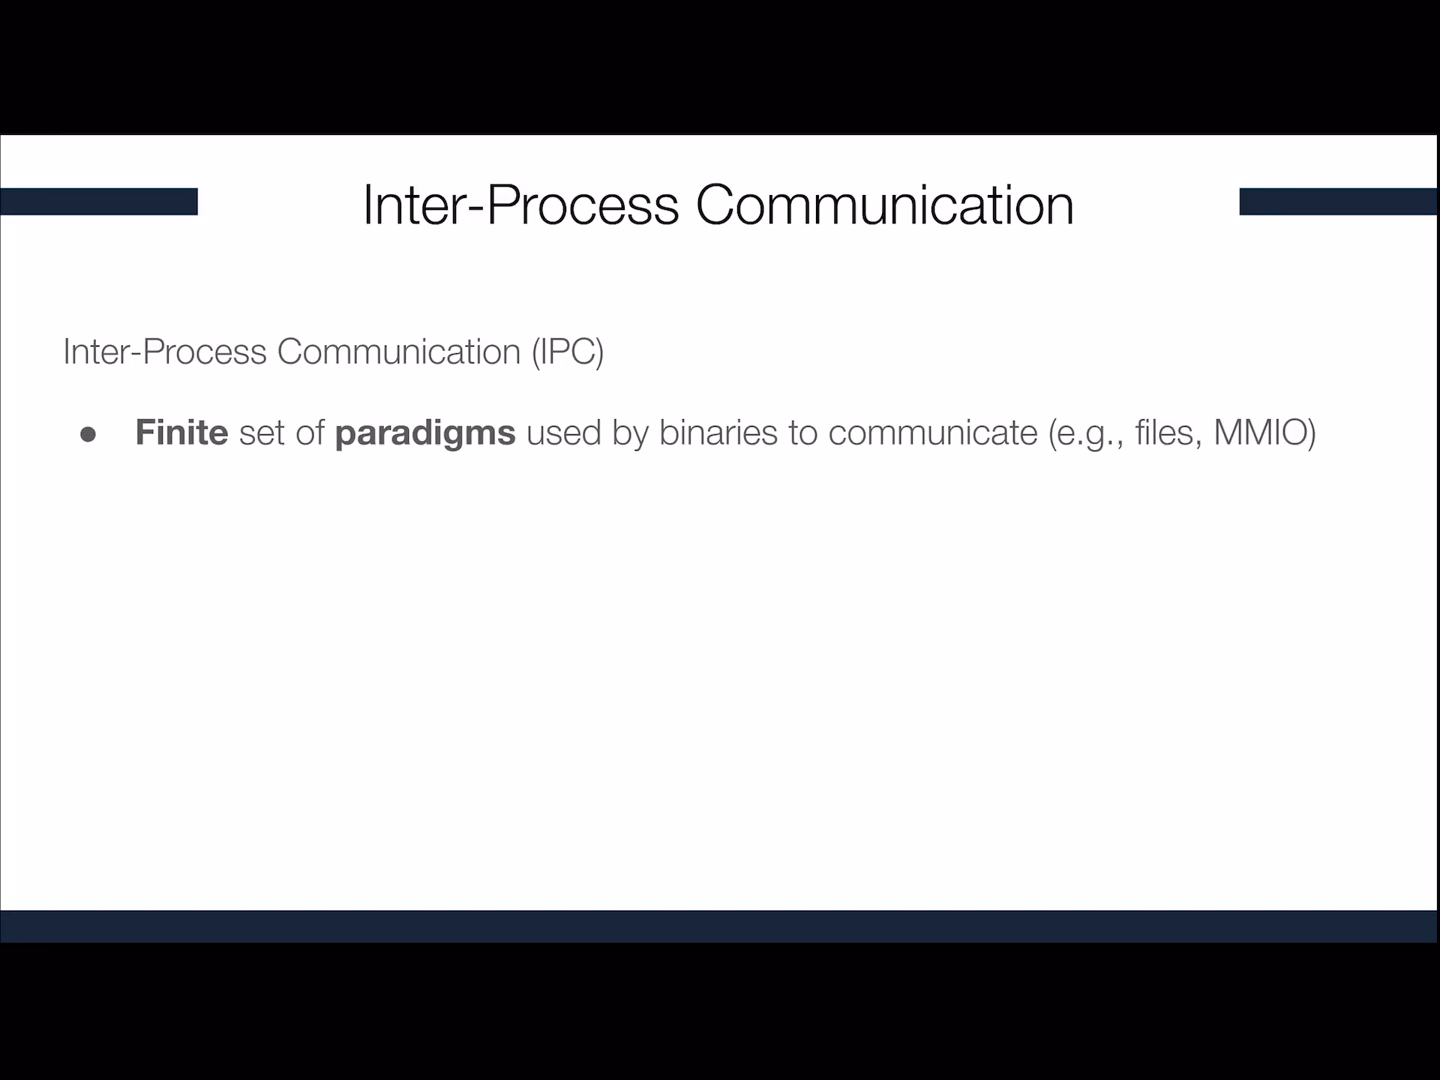 Inter-Process Communication
Inter-Process Communication (IPC)
● Finite set of paradigms used by binaries to communicate (e.g., files, MMIO)